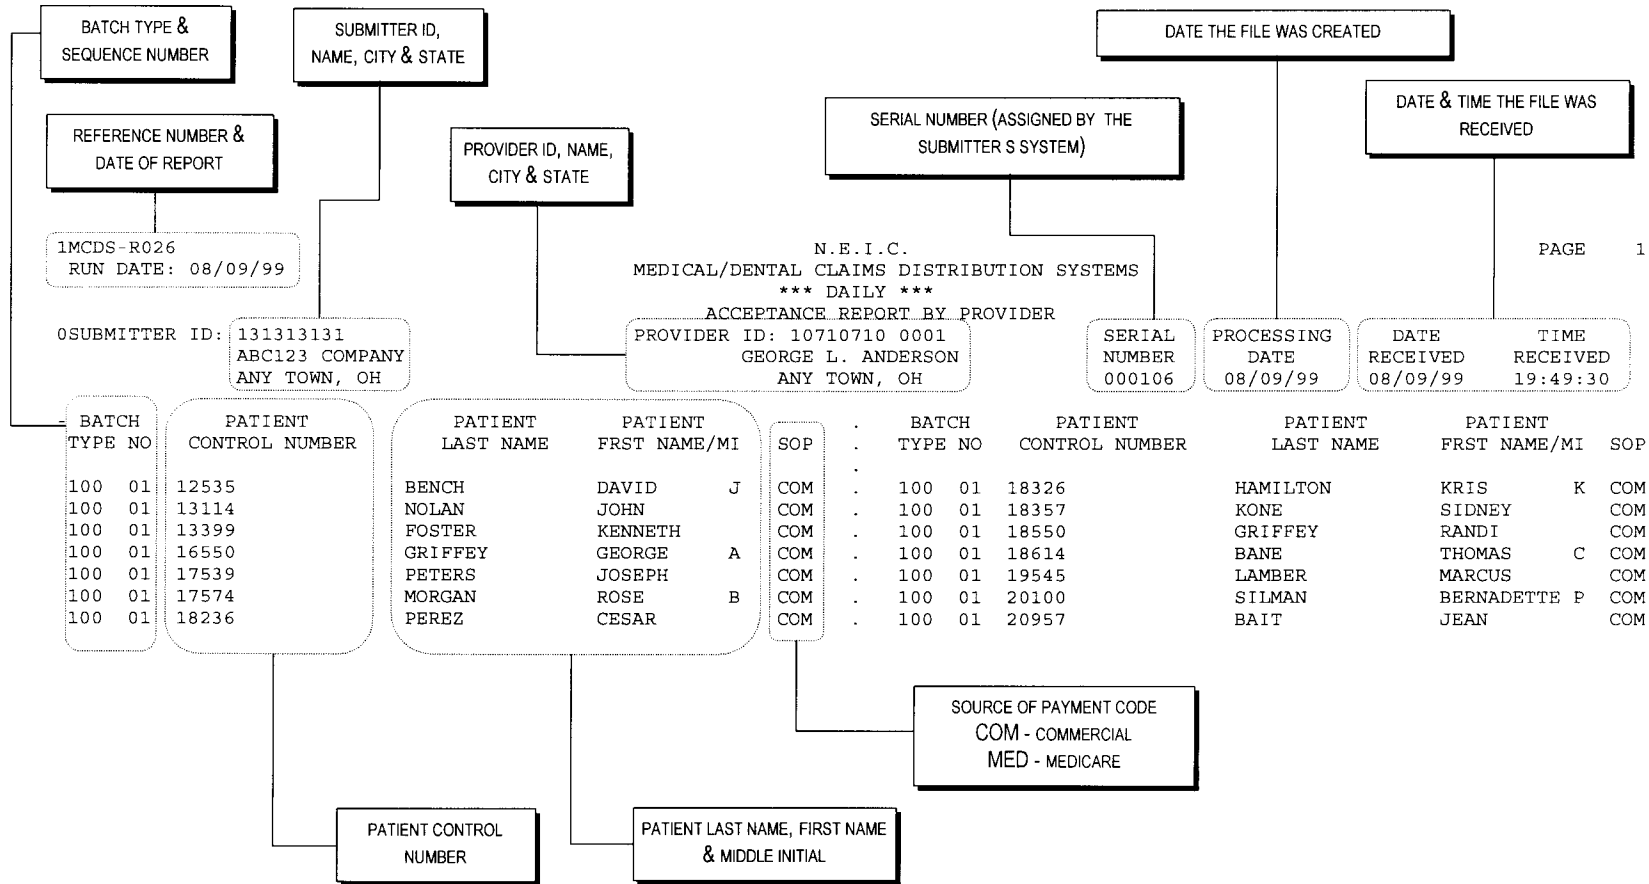 BATCH TYPE &
SEQUENCE NUMBER
SUBMITTER ID,
NAME, CITY & STATE
DATE THE FILE WAS CREATED
REFERENCE NUMBER &
DATE OF REPORT
PROVIDER ID, NAME,
CITY & STATE
SERIAL NUMBER (ASSIGNED BY THE
SUBMITTER S SYSTEM)
DATE & TIME THE FILE WAS
RECEIVED
1MCDS-R026 N.E.I.C. PAGE 1
RUN DATE: 08/09/99 MEDICAL/DENTAL CLAIMS DISTRIBUTION SYSTEMS
*** DAILY ***
ACCEPTANCE REPORT BY PROVIDER
0SUBMITTER ID: 131313131 PROVIDER ID: 10710710 0001 SERIAL PROCESSING DATE TIME
ABC123 COMPANY GEORGE L. ANDERSON NUMBER DATE RECEIVED RECEIVED
ANY TOWN, OH ANY TOWN, OH 000106 08/09/99 08/09/99 19:49:30
- BATCH PATIENT PATIENT PATIENT . BATCH PATIENT PATIENT PATIENT
TYPE NO CONTROL NUMBER LAST NAME FRST NAME/MI SOP . TYPE NO CONTROL NUMBER LAST NAME FRST NAME/MI SOP
.
100 01 12535 BENCH DAVID J COM . 100 01 18326 HAMILTON KRIS K COM
100 01 13114 NOLAN JOHN COM . 100 01 18357 KONE SIDNEY COM
100 01 13399 FOSTER KENNETH COM . 100 01 18550 GRIFFEY RANDI COM
100 01 16550 GRIFFEY GEORGE A COM . 100 01 18614 BANE THOMAS C COM
100 01 17539 PETERS JOSEPH COM . 100 01 19545 LAMBER MARCUS COM
100 01 17574 MORGAN ROSE B COM . 100 01 20100 SILMAN BERNADETTE P COM
100 01 18236 PEREZ CESAR COM . 100 01 20957 BAIT JEAN COM
SOURCE OF PAYMENT CODE
COM - COMMERCIAL
MED - MEDICARE
PATIENT CONTROL
NUMBER
PATIENT LAST NAME, FIRST NAME
& MIDDLE INITIAL